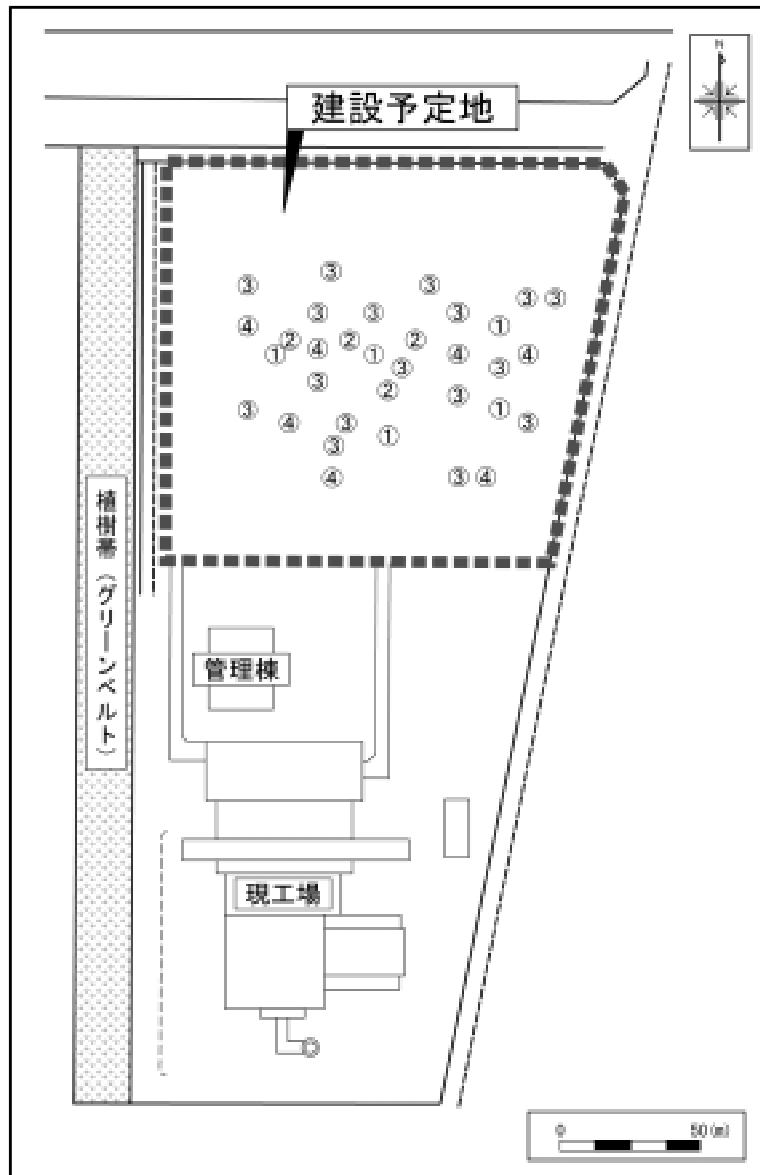 N
建設予定地
③ ③ ③ ③ ③
③ ③ ③
④ ①
② ② ②
① ④ ① ④ ④
③ ③
③ ② ③
③ ①
④ ③ ③
①
③
④ ③ ④
植樹帯(グリーンベルト)
管理棟
現工場
0 50(m)